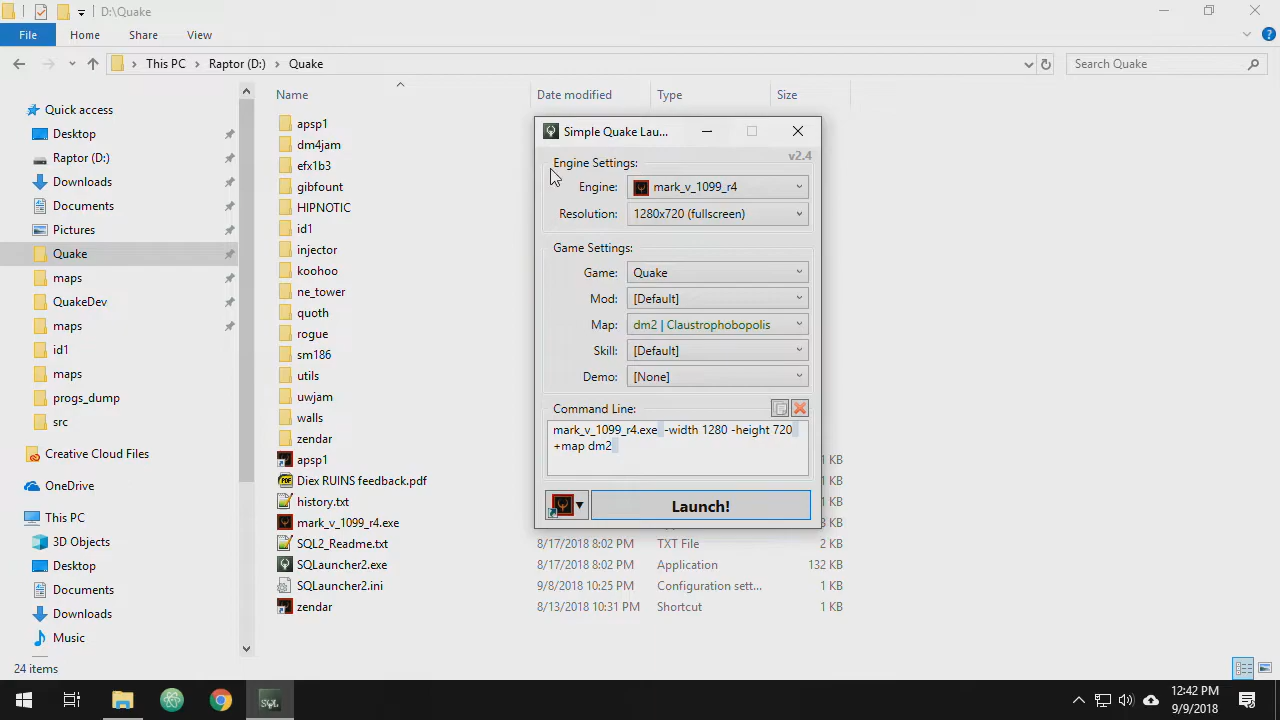 D:\Quake
File
Home
Share
View
This PC
Raptor (D:)
Quake
Search Quake
Quick access
Desktop
Raptor (D:)
Downloads
Documents
Pictures
Quake
maps
QuakeDev
maps
id1
maps
progs_dump
src
Creative Cloud Files
OneDrive
This PC
3D Objects
Desktop
Documents
Downloads
Music
Name
Date modified
Type
Size
apsp1
dm4jam
efx1b3
gibfount
HIPNOTIC
id1
injector
koohoo
ne_tower
quoth
rogue
sm186
utils
uwjam
walls
zendar
apsp1
1 KB
Diex RUINS feedback.pdf
history.txt
mark_v_1099_r4.exe
SQL2_Readme.txt
8/17/2018 8:02 PM
TXT File
2 KB
SQLauncher2.exe
8/17/2018 8:02 PM
Application
132 KB
SQLauncher2.ini
9/8/2018 10:25 PM
Configuration sett...
1 KB
zendar
8/13/2018 10:31 PM
Shortcut
1 KB
Simple Quake Lau...
v2.4
Engine Settings:
Engine:
mark_v_1099_r4
Resolution:
1280x720 (fullscreen)
Game Settings:
Game:
Quake
Mod:
[Default]
Map:
dm2 | Claustrophobopolis
Skill:
[Default]
Demo:
[None]
Command Line:
mark_v_1099_r4.exe -width 1280 -height 720
+map dm2
Launch!
24 items
SQL
12:42 PM
9/9/2018